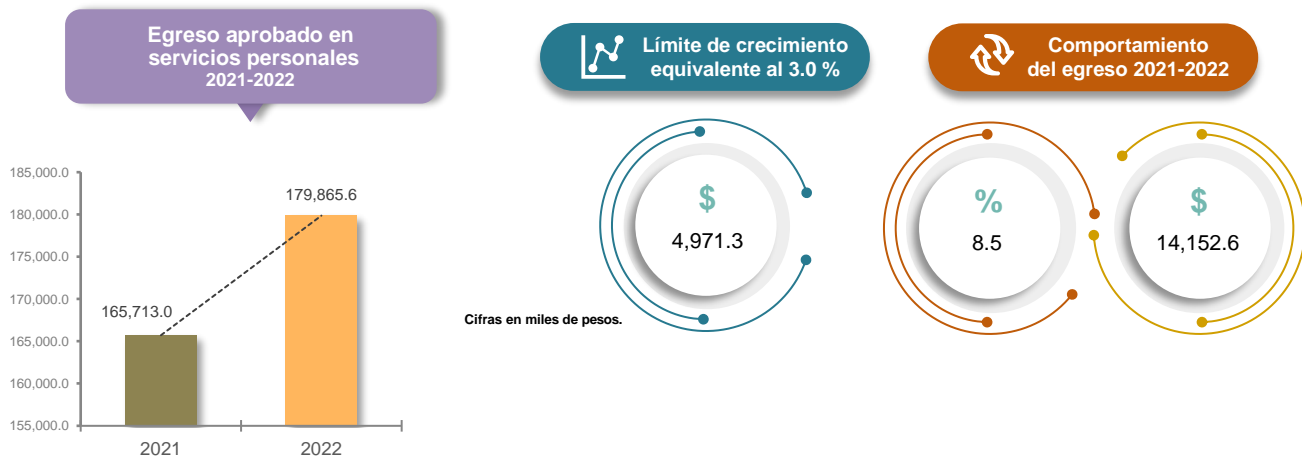 Egreso aprobado en
servicios personales
2021-2022
185,000.0
180,000.0
175,000.0
170,000.0
165,000.0
160,000.0
155,000.0
165,713.0
179,865.6
2021
2022
Límite de crecimiento
equivalente al 3.0 %
$
4,971.3
Cifras en miles de pesos.
Comportamiento
del egreso 2021-2022
%
8.5
$
14,152.6